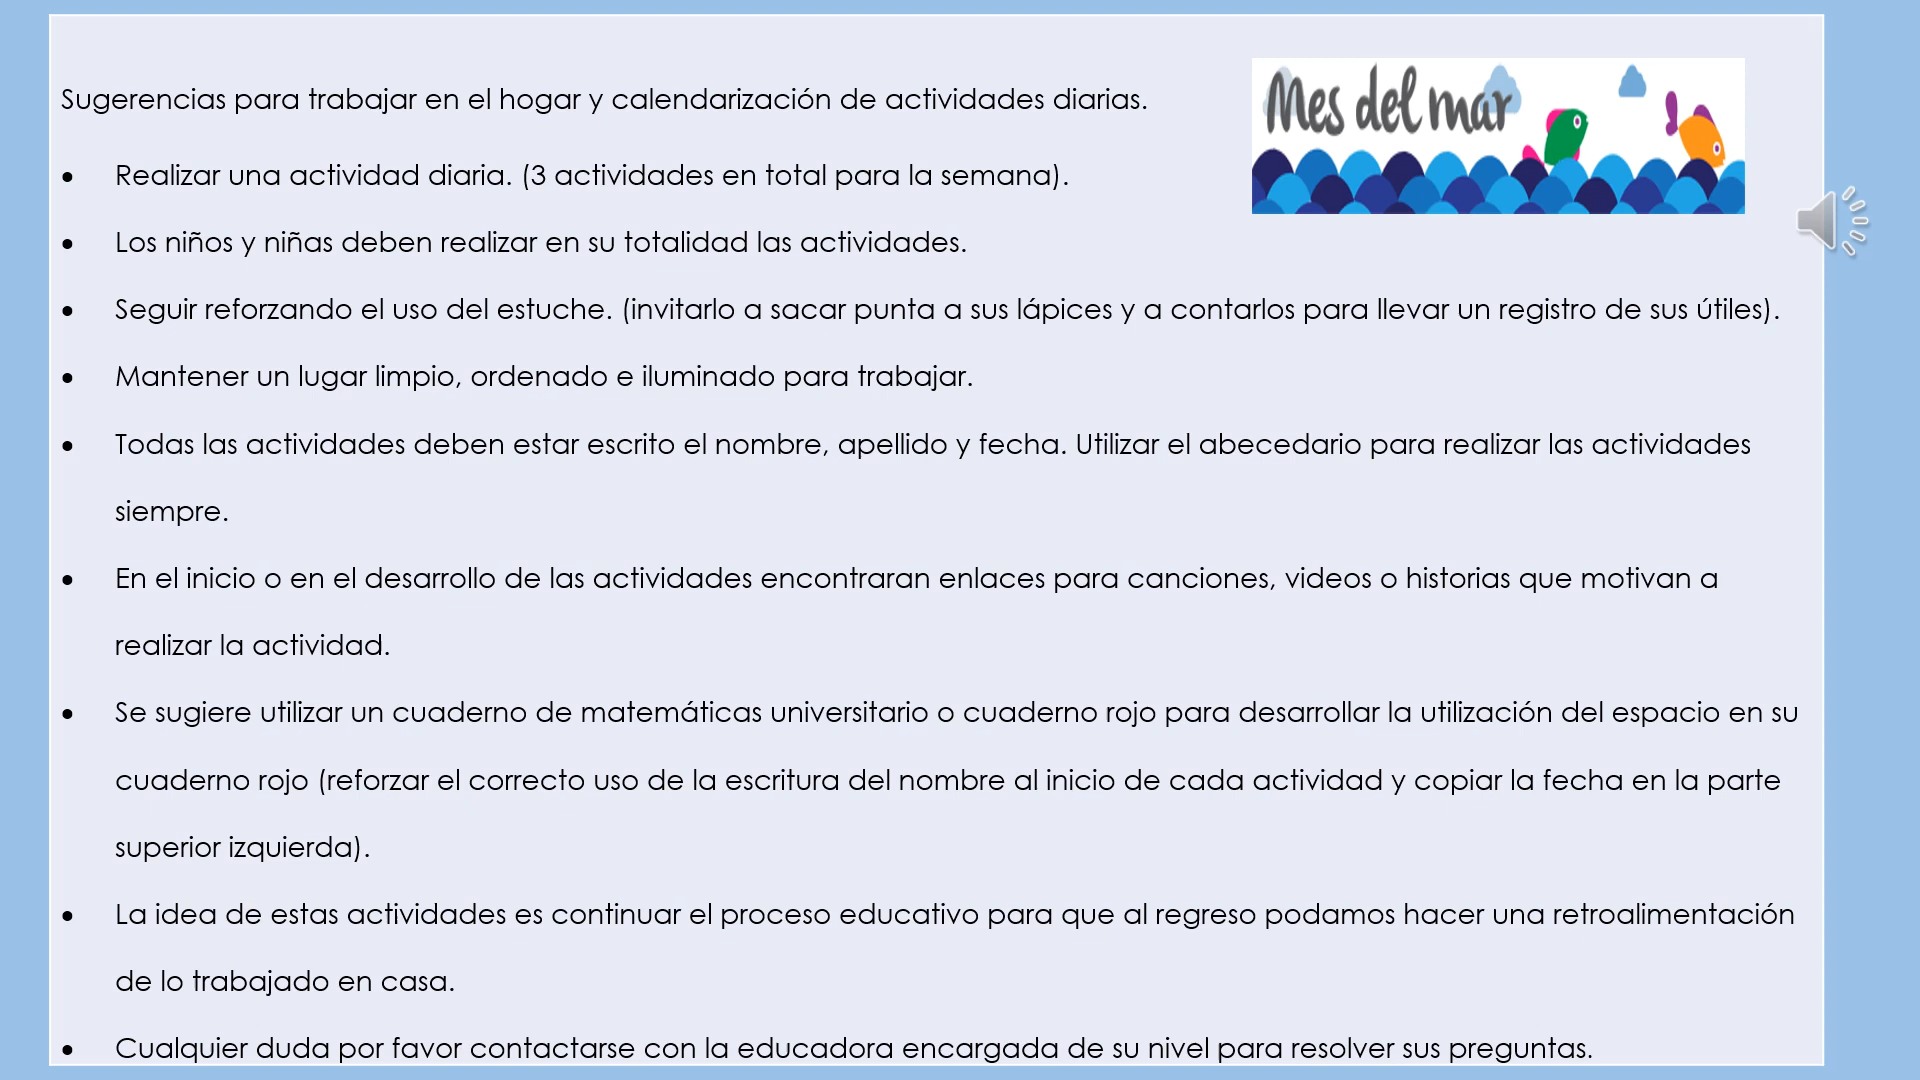 Mes del mar
Sugerencias para trabajar en el hogar y calendarización de actividades diarias.
• Realizar una actividad diaria. (3 actividades en total para la semana).
• Los niños y niñas deben realizar en su totalidad las actividades.
• Seguir reforzando el uso del estuche. (invitarlo a sacar punta a sus lápices y a contarlos para llevar un registro de sus útiles).
• Mantener un lugar limpio, ordenado e iluminado para trabajar.
• Todas las actividades deben estar escrito el nombre, apellido y fecha. Utilizar el abecedario para realizar las actividades
siempre.
• En el inicio o en el desarrollo de las actividades encontraran enlaces para canciones, videos o historias que motivan a
realizar la actividad.
• Se sugiere utilizar un cuaderno de matemáticas universitario o cuaderno rojo para desarrollar la utilización del espacio en su
cuaderno rojo (reforzar el correcto uso de la escritura del nombre al inicio de cada actividad y copiar la fecha en la parte
superior izquierda).
• La idea de estas actividades es continuar el proceso educativo para que al regreso podamos hacer una retroalimentación
de lo trabajado en casa.
• Cualquier duda por favor contactarse con la educadora encargada de su nivel para resolver sus preguntas.